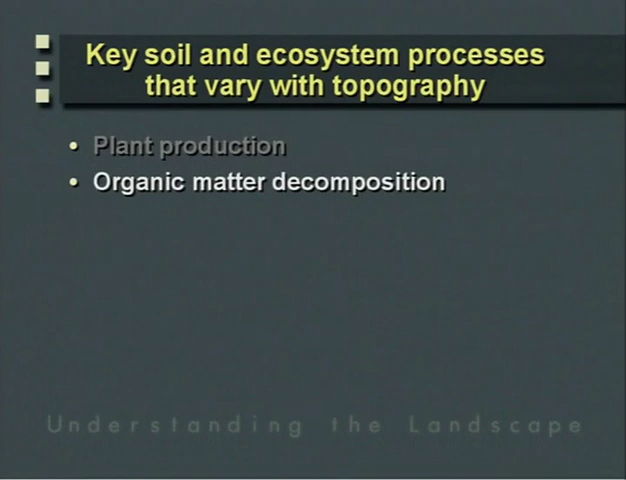 Key soil and ecosystem processes
that vary with topography
• Plant production
• Organic matter decomposition
Understanding the Landscape